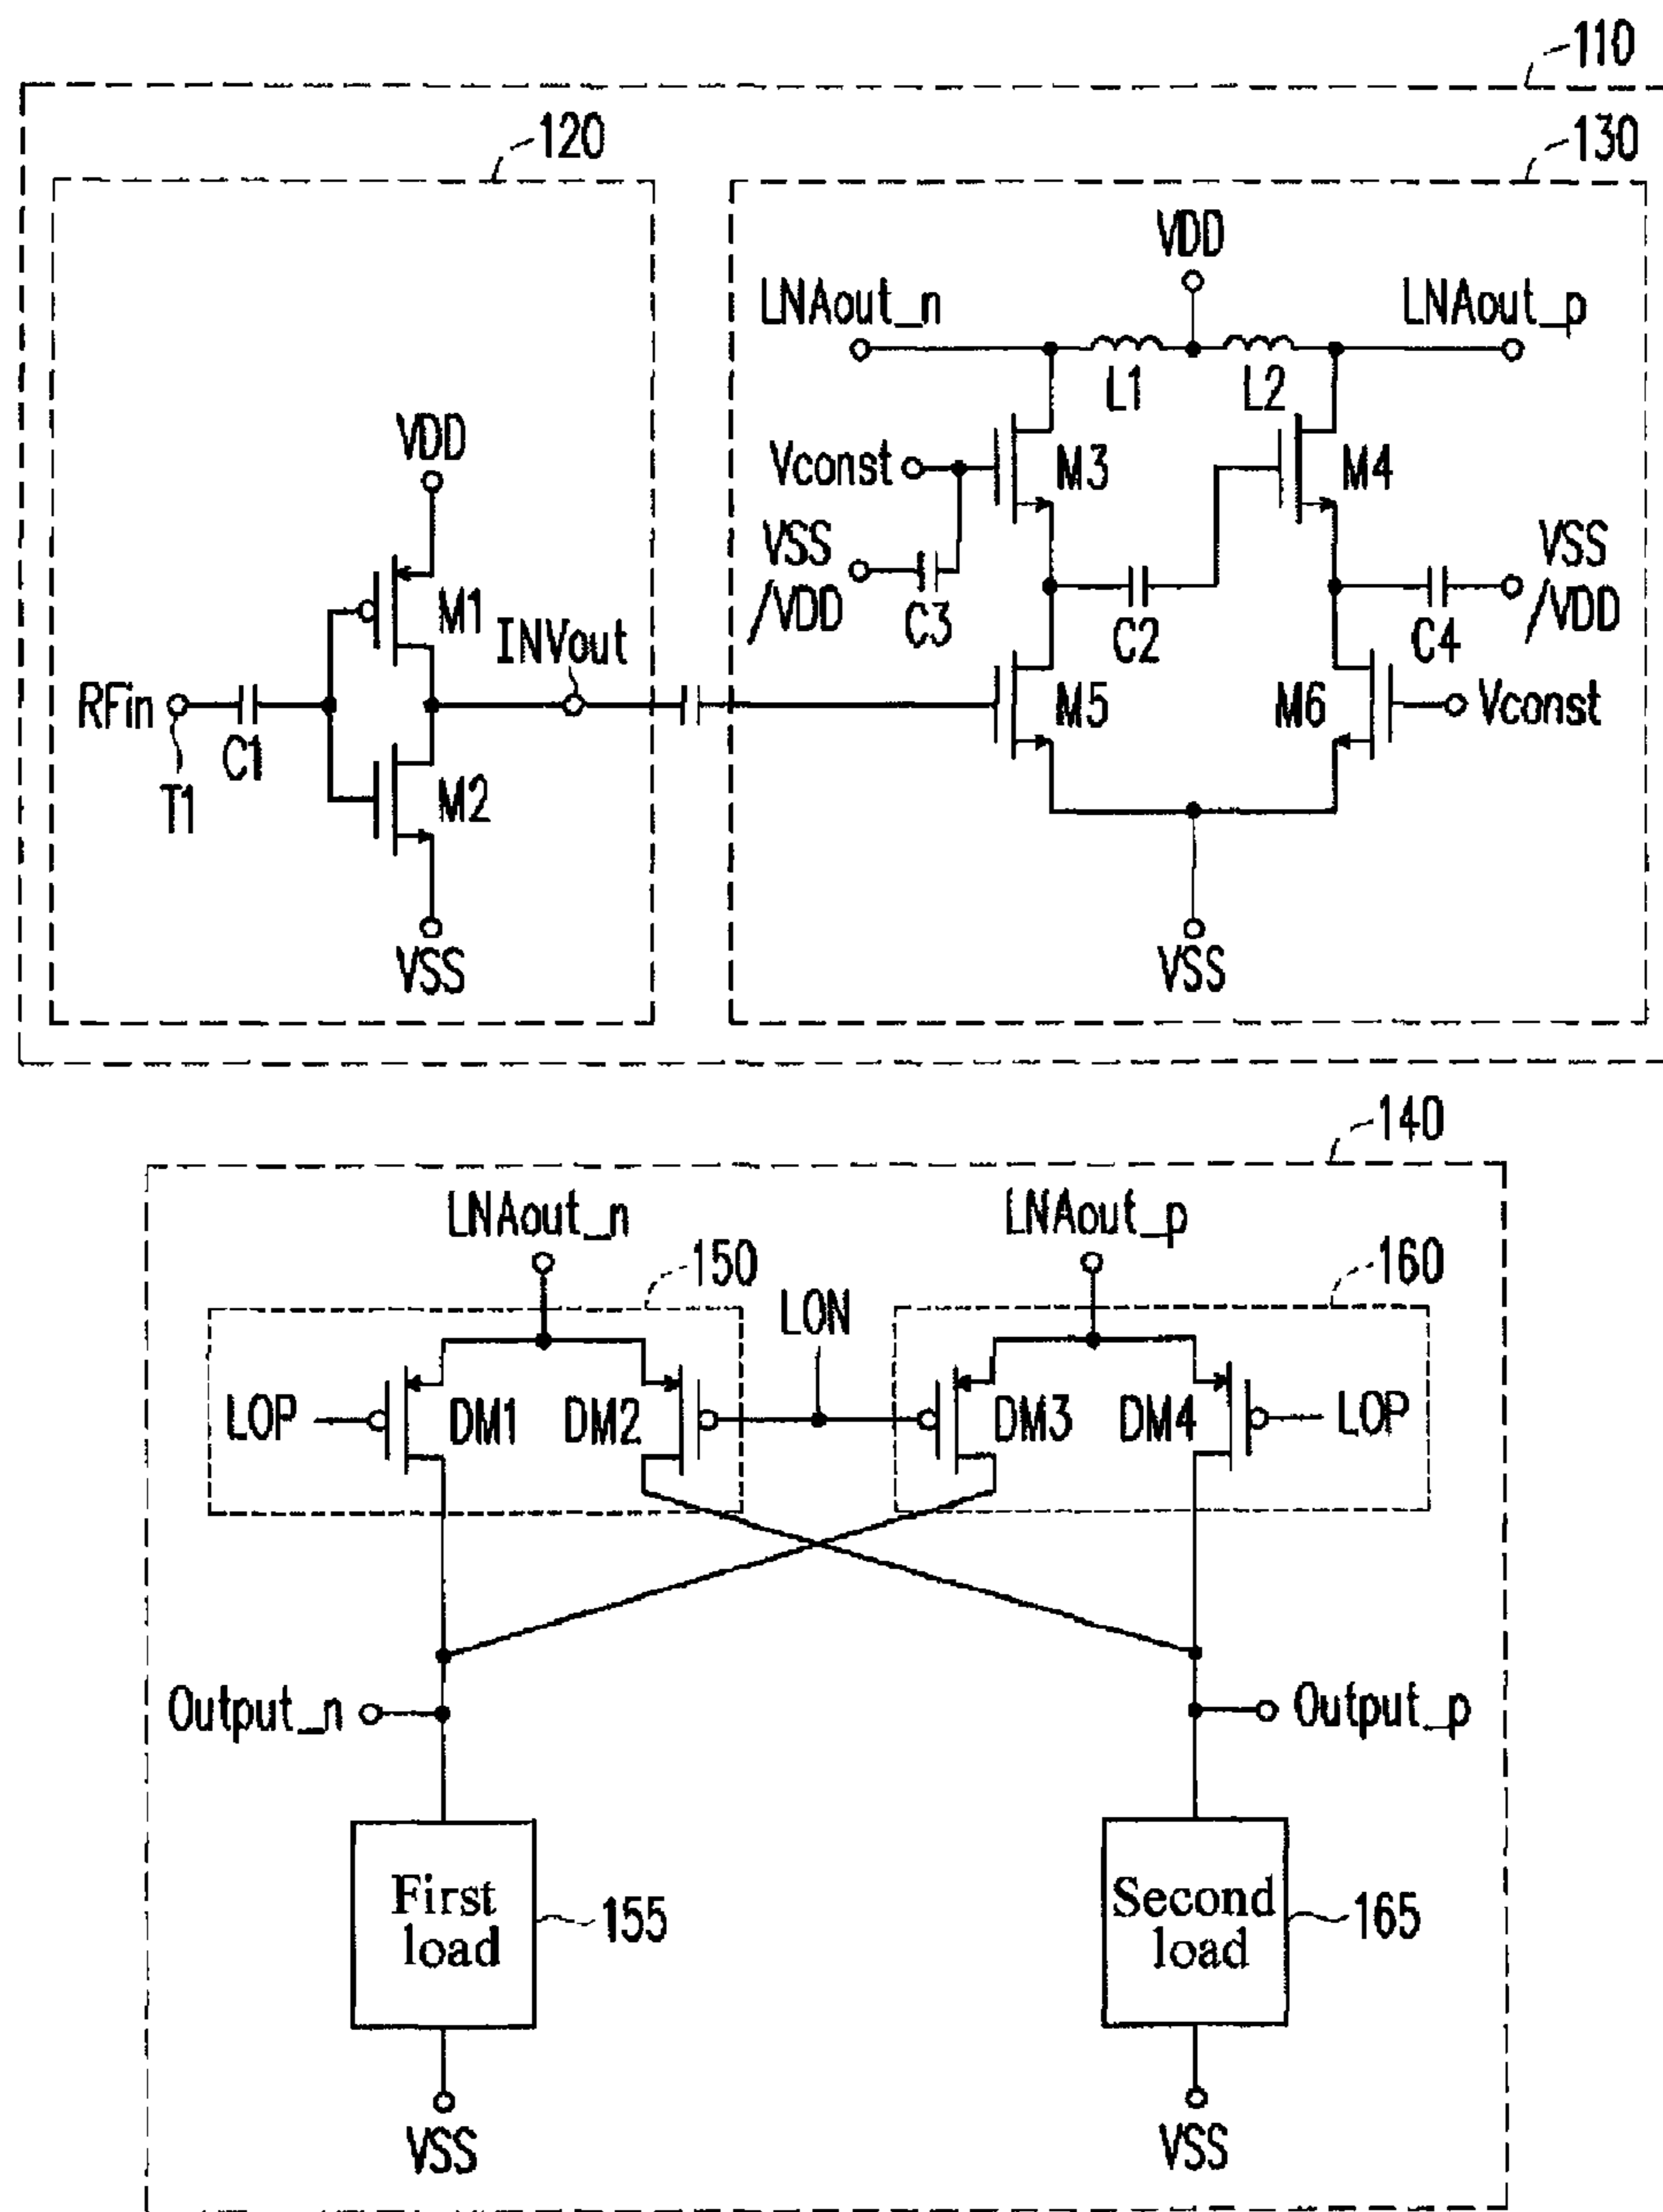 110
120
130
VDD
LNAout_n
LNAout_p
L1
L2
VDD
Vconst
M3
M4
VSS
/VDD
VSS
/VDD
M1
C3
C2
C4
INVout
RFin
C1
M5
M6
Vconst
T1
M2
VSS
VSS
140
LNAout_n
LNAout_p
150
160
LON
LOP
DM1
DM2
DM3
DM4
LOP
Output_n
Output_p
First
load
155
Second
load
165
VSS
VSS